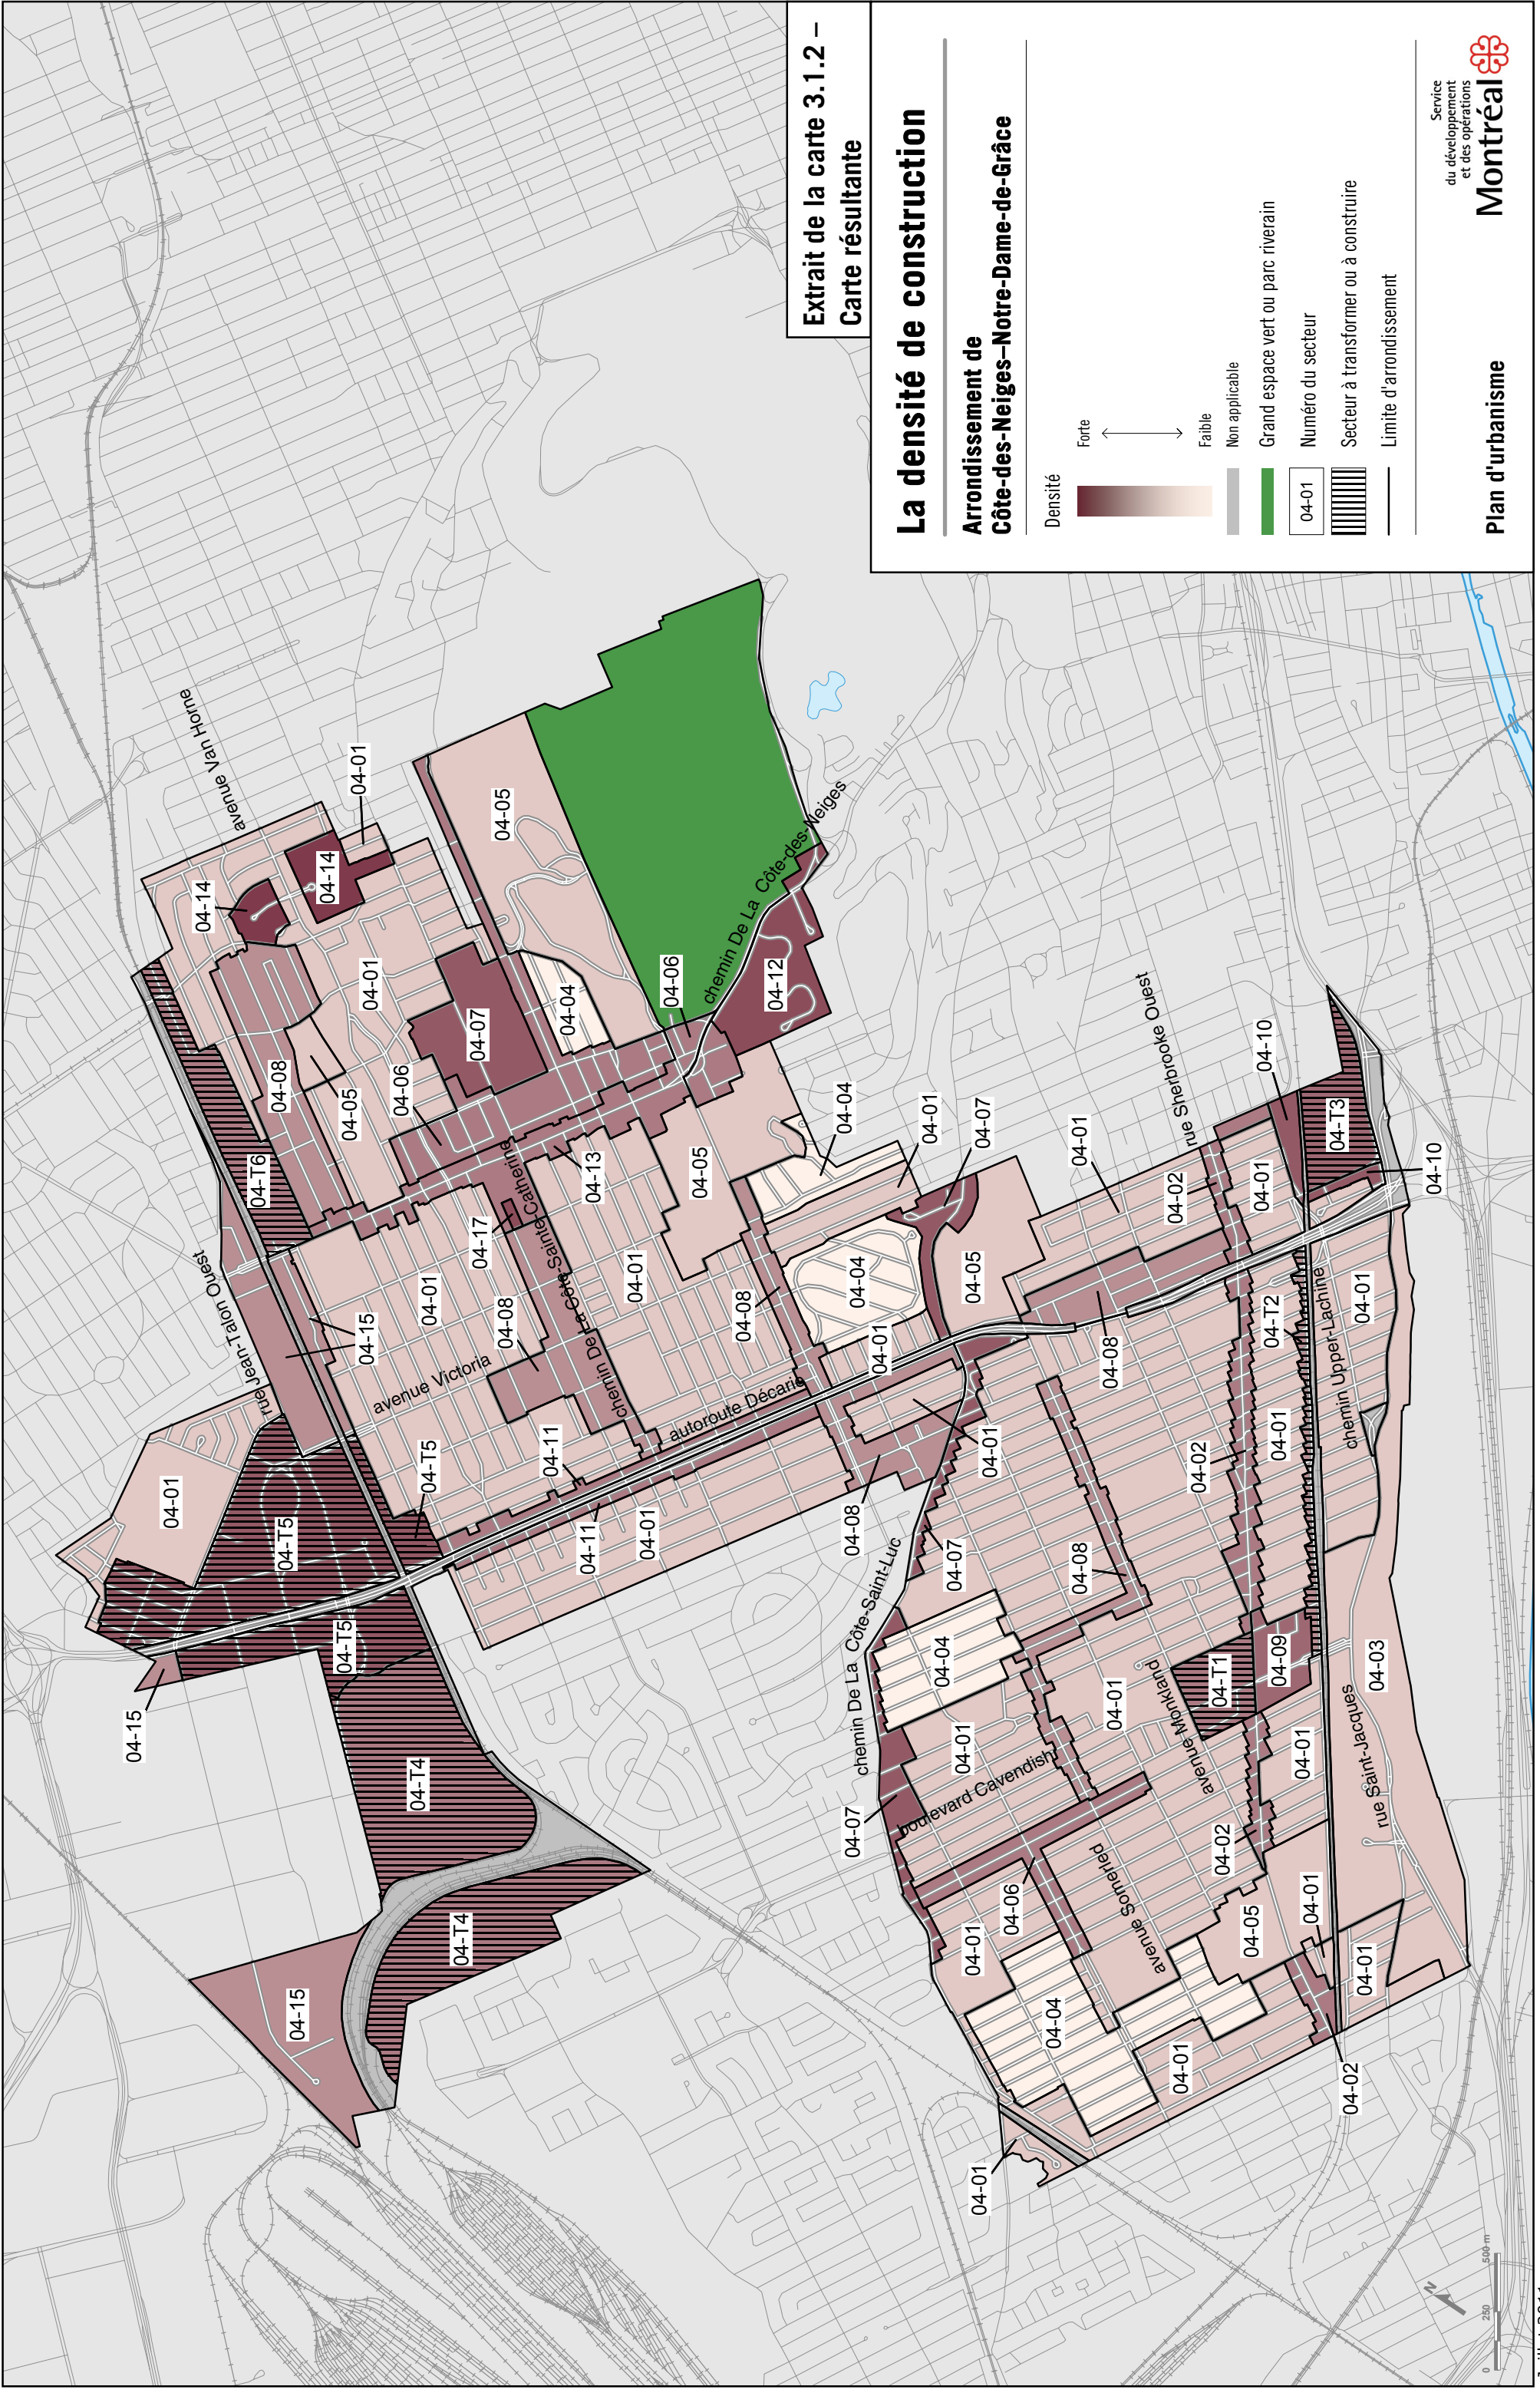 Extrait de la carte 3.1.2 –
Carte résultante
La densité de construction
Arrondissement de
Côte-des-Neiges–Notre-Dame-de-Grâce
Densité
Forte
Faible
Non applicable
Grand espace vert ou parc riverain
04-01
Numéro du secteur
Secteur à transformer ou à construire
Limite d'arrondissement
Plan d'urbanisme
Service
du développement
et des opérations
Montréal
avenue Van Horne
04-01
04-14
04-14
04-05
04-01
04-07
04-04
04-06
chemin De La Côte-des-Neiges
04-12
04-08
04-05
04-06
04-T6
04-17
04-13
04-05
04-04
04-01
04-07
04-01
rue Sherbrooke Ouest
04-10
04-T3
04-10
04-02
04-01
rue Jean-Talon Ouest
04-15
04-01
04-08
chemin De La Côte-Sainte-Catherine
04-01
04-08
04-04
04-05
04-01
04-08
04-T2
chemin Upper-Lachine
04-01
avenue Victoria
autoroute Décarie
04-01
04-T5
04-T5
04-11
04-11
04-01
04-01
04-08
04-07
04-08
04-02
04-01
04-15
04-T5
chemin De La Côte-Saint-Luc
04-04
04-01
avenue Monkland
04-T1
04-09
04-03
04-T4
04-07
04-01
boulevard Cavendish
04-01
rue Saint-Jacques
04-T4
04-15
04-01
04-06
avenue Somerled
04-02
04-05
04-01
04-01
04-04
04-01
04-02
04-01
N
0 250 500 m